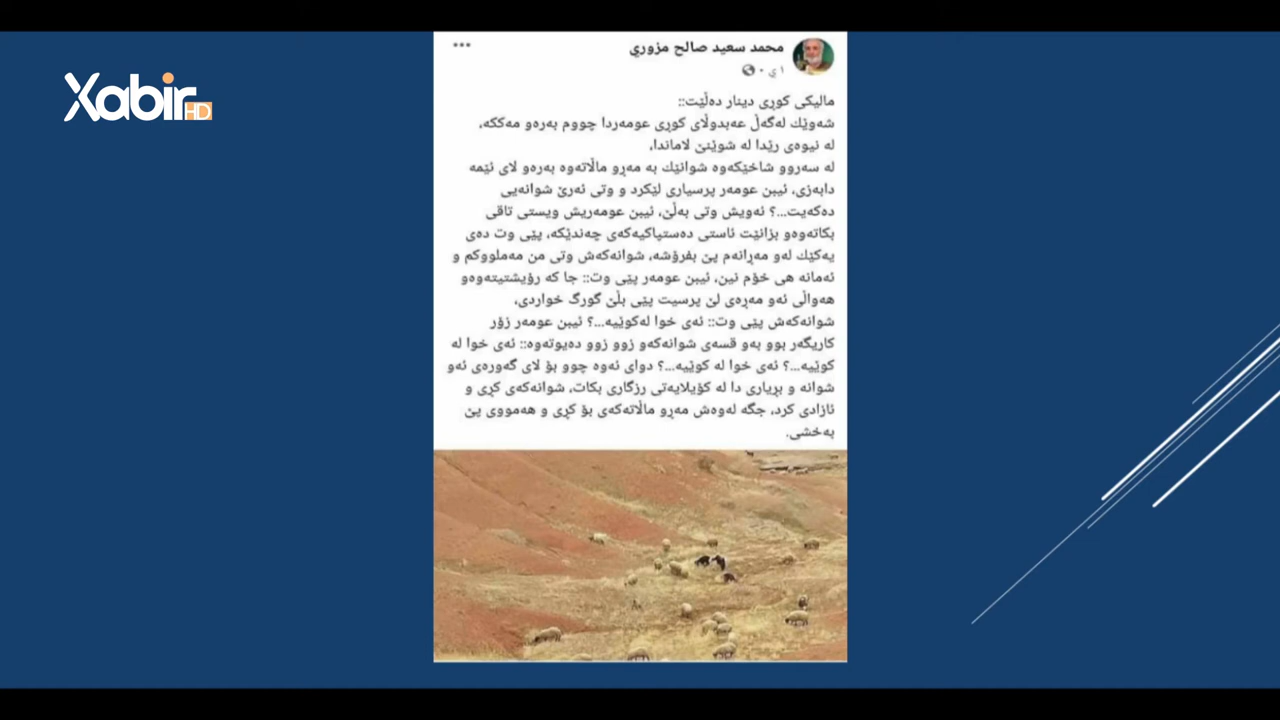 Xabir HD
محمد سعيد صالح مزوري
١ي ·
مالیکی کوڕی دینار دەڵێت::
شەوێك لەگەڵ عەبدوڵای کوڕی عومەردا چووم بەرەو مەککە،
لە نیوەی رێدا لە شوێنێ لاماندا،
لە سەروو شاخێکەوە شوانێك بە مەڕو ماڵاتەوە بەرەو لای ئێمە
دابەزی، ئیبن عومەر پرسیاری لێکرد و وتی ئەرێ شوانەیی
دەکەیت...؟ ئەویش وتی بەڵێ، ئیبن عومەریش ویستی تاقی
بکاتەوەو بزانێت ئاستی دەستپاکیەکەی چەندێکە، پێی وت دەی
یەکێك لەو مەڕانەم پێ بفرۆشە، شوانەکەش وتی من مەملووکم و
ئەمانە هی خۆم نین، ئیبن عومەر پێی وت:: جا کە رۆیشتیتەوەو
هەواڵی ئەو مەڕەی لێ پرسیت پێی بڵێ گورگ خواردی،
شوانەکەش پێی وت:: ئەی خوا لەکوێیە...؟ ئیبن عومەر زۆر
کاریگەر بوو بەو قسەی شوانەکەو زوو زوو دەیوتەوە:: ئەی خوا لە
کوێیە...؟ ئەی خوا لە کوێیە...؟ دوای ئەوە چوو بۆ لای گەورەی ئەو
شوانە و بڕیاری دا لە کۆیلایەتی رزگاری بکات، شوانەکەی کڕی و
ئازادی کرد، جگە لەوەش مەڕو ماڵاتەکەی بۆ کڕی و هەمووی پێ
بەخشی.